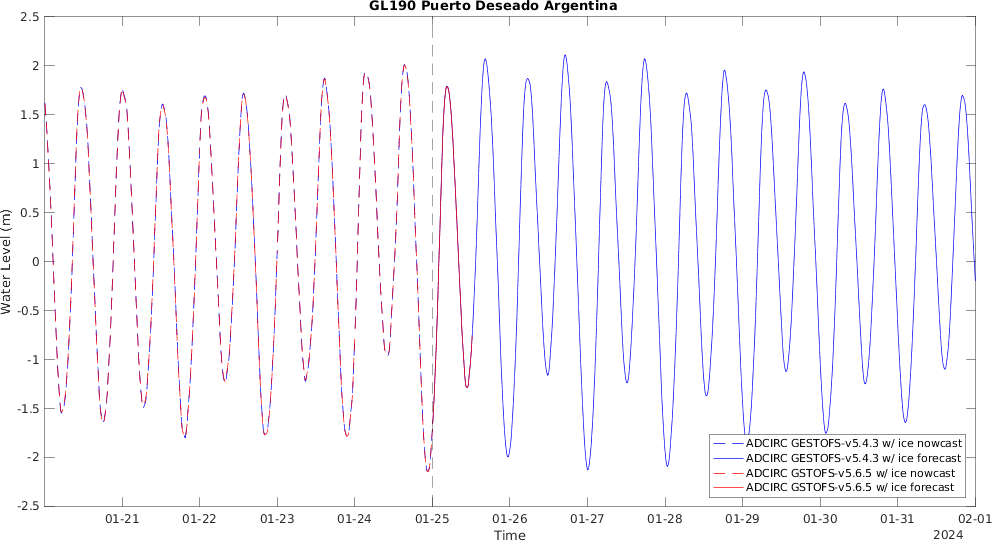 GL190 Puerto Deseado Argentina
2.5
2
1.5
1
0.5
0
-0.5
-1
-1.5
-2
-2.5
Water Level (m)
ADCIRC GESTOFS-v5.4.3 w/ ice nowcast
ADCIRC GESTOFS-v5.4.3 w/ ice forecast
ADCIRC GSTOFS-v5.6.5 w/ ice nowcast
ADCIRC GSTOFS-v5.6.5 w/ ice forecast
01-21 01-22 01-23 01-24 01-25 01-26 01-27 01-28 01-29 01-30 01-31 02-01
Time
2024